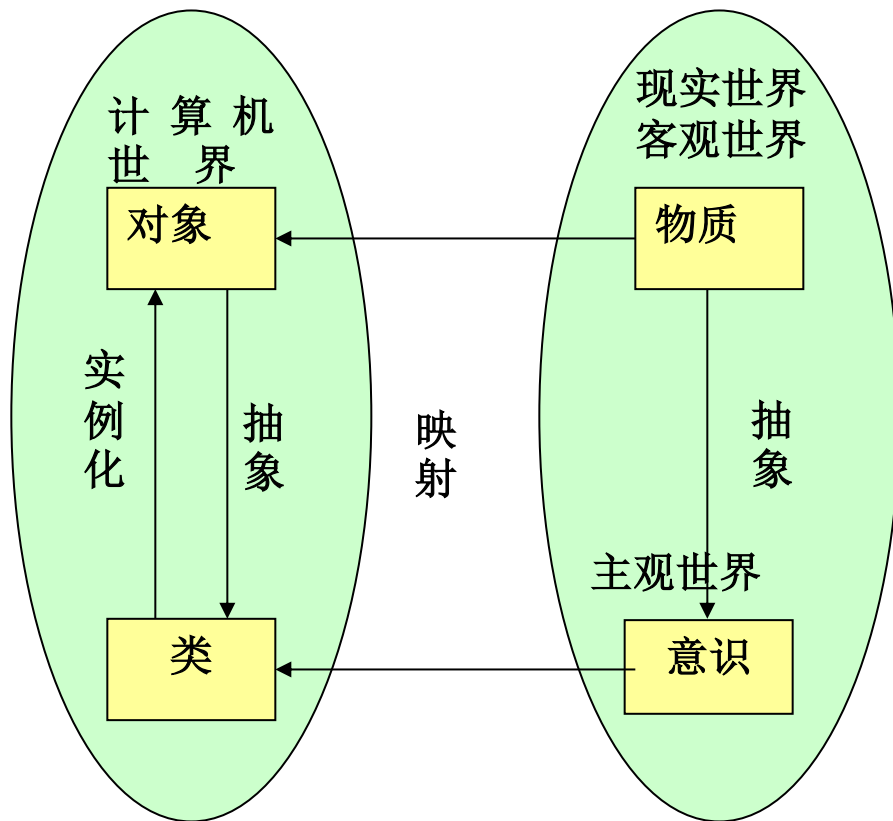 计 算 机
世 界
现实世界
客观世界
对象
物质
实
例
化
抽
象
映
射
抽
象
主观世界
类
意识